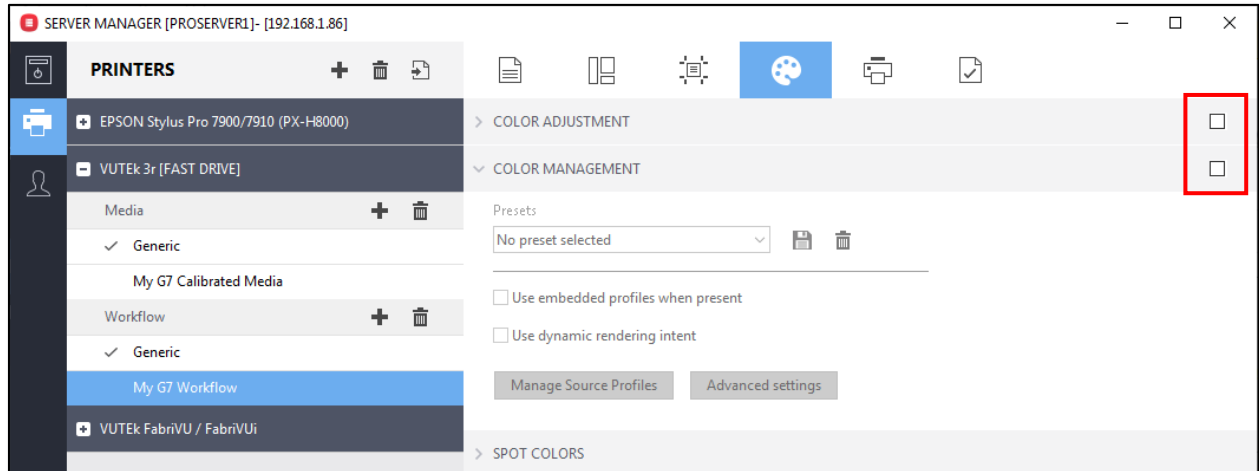 SERVER MANAGER [PROSERVER1]- [192.168.1.86]
PRINTERS
EPSON Stylus Pro 7900/7910 (PX-H8000)
VUTEk 3r [FAST DRIVE]
Media
Generic
My G7 Calibrated Media
Workflow
Generic
My G7 Workflow
VUTEk FabriVU / FabriVUi
COLOR ADJUSTMENT
COLOR MANAGEMENT
Presets
No preset selected
Use embedded profiles when present
Use dynamic rendering intent
Manage Source Profiles
Advanced settings
SPOT COLORS